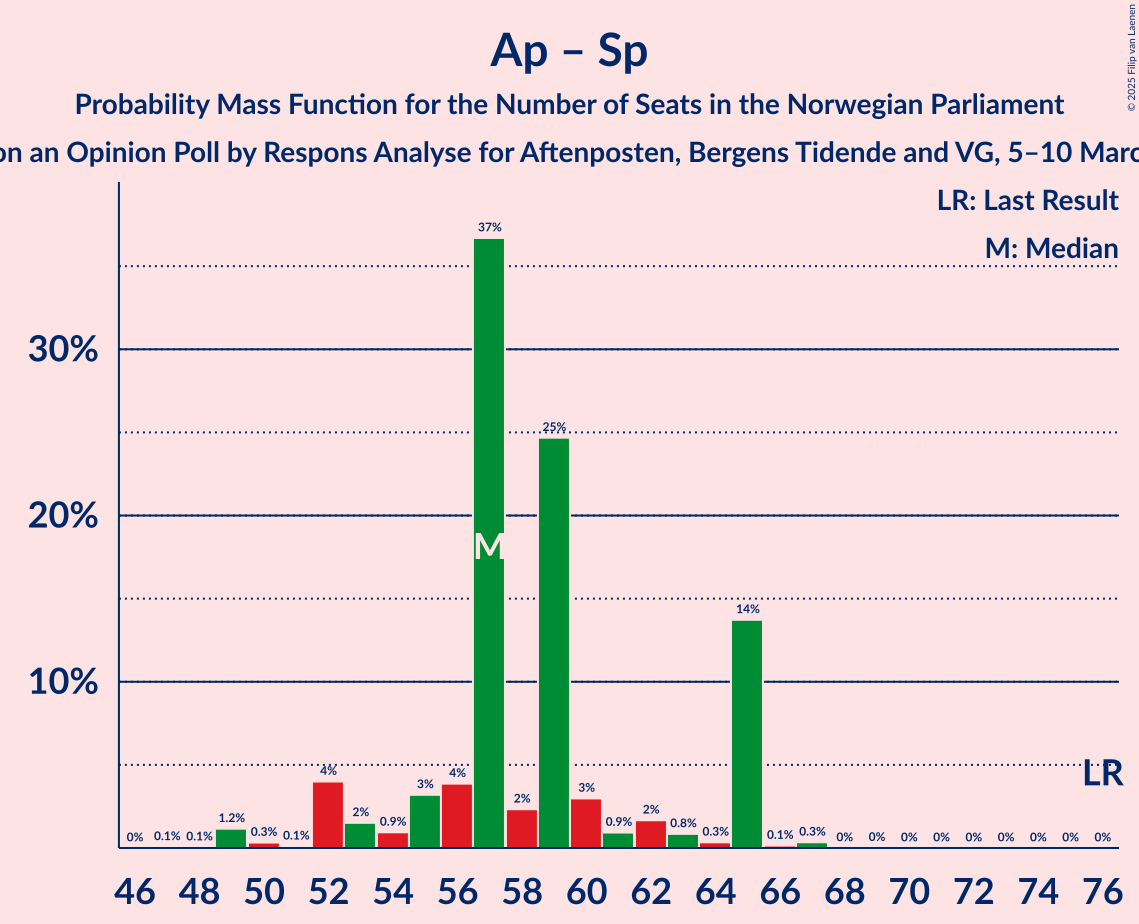 Ap – Sp
Probability Mass Function for the Number of Seats in the Norwegian Parliament
on an Opinion Poll by Respons Analyse for Aftenposten, Bergens Tidende and VG, 5–10 Marc
© 2025 Filip van Laenen
LR: Last Result
M: Median
30%
20%
10%
0% 0.1% 0.1% 1.2% 0.3% 0.1% 4% 2% 0.9% 3% 4% 37% 2% 25% 3% 0.9% 2% 0.8% 0.3% 14% 0.1% 0.3% 0% 0% 0% 0% 0% 0% 0% 0% 0%
M
LR
46 48 50 52 54 56 58 60 62 64 66 68 70 72 74 76